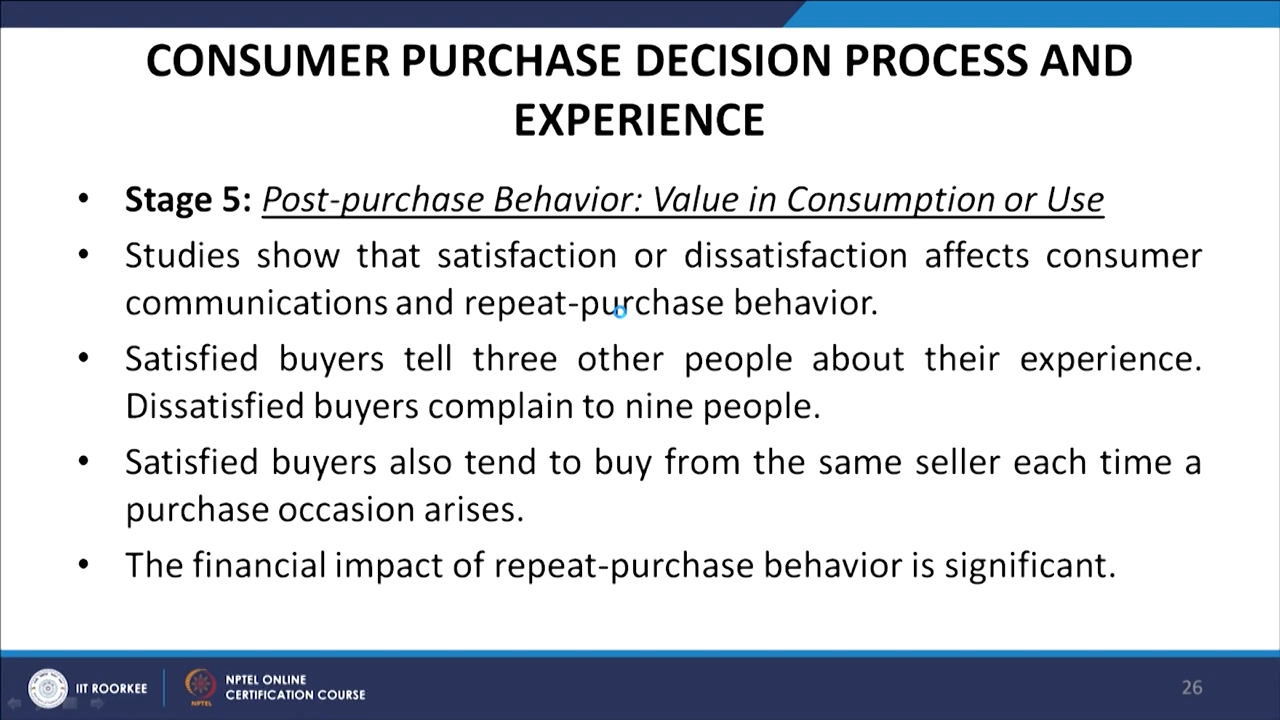 CONSUMER PURCHASE DECISION PROCESS AND
EXPERIENCE
• Stage 5: Post-purchase Behavior: Value in Consumption or Use
• Studies show that satisfaction or dissatisfaction affects consumer
communications and repeat-purchase behavior.
• Satisfied buyers tell three other people about their experience.
Dissatisfied buyers complain to nine people.
• Satisfied buyers also tend to buy from the same seller each time a
purchase occasion arises.
• The financial impact of repeat-purchase behavior is significant.
IIT ROORKEE
NPTEL
NPTEL ONLINE
CERTIFICATION COURSE
26